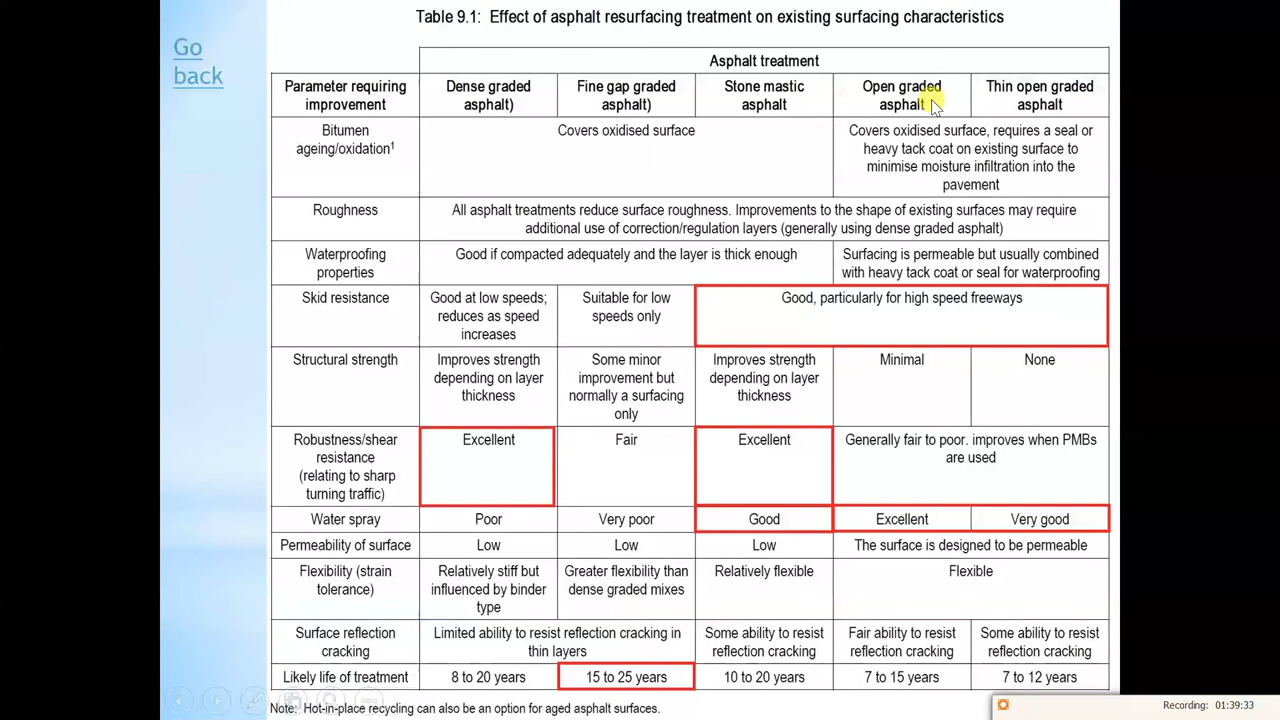 Go
back
Table 9.1: Effect of asphalt resurfacing treatment on existing surfacing characteristics
Asphalt treatment
Parameter requiring
improvement
Dense graded
asphalt)
Fine gap graded
asphalt)
Stone mastic
asphalt
Open graded
asphalt
Thin open graded
asphalt
Bitumen
ageing/oxidation¹
Covers oxidised surface
Covers oxidised surface, requires a seal or
heavy tack coat on existing surface to
minimise moisture infiltration into the
pavement
Roughness
All asphalt treatments reduce surface roughness. Improvements to the shape of existing surfaces may require
additional use of correction/regulation layers (generally using dense graded asphalt)
Waterproofing
properties
Good if compacted adequately and the layer is thick enough
Surfacing is permeable but usually combined
with heavy tack coat or seal for waterproofing
Skid resistance
Good at low speeds;
reduces as speed
increases
Suitable for low
speeds only
Good, particularly for high speed freeways
Structural strength
Improves strength
depending on layer
thickness
Some minor
improvement but
normally a surfacing
only
Improves strength
depending on layer
thickness
Minimal
None
Robustness/shear
resistance
(relating to sharp
turning traffic)
Excellent
Fair
Excellent
Generally fair to poor. improves when PMBs
are used
Water spray
Poor
Very poor
Good
Excellent
Very good
Permeability of surface
Low
Low
Low
The surface is designed to be permeable
Flexibility (strain
tolerance)
Relatively stiff but
influenced by binder
type
Greater flexibility than
dense graded mixes
Relatively flexible
Flexible
Surface reflection
cracking
Limited ability to resist reflection cracking in
thin layers
Some ability to resist
reflection cracking
Fair ability to resist
reflection cracking
Some ability to resist
reflection cracking
Likely life of treatment
8 to 20 years
15 to 25 years
10 to 20 years
7 to 15 years
7 to 12 years
Note: Hot-in-place recycling can also be an option for aged asphalt surfaces.
Recording: 01:39:33